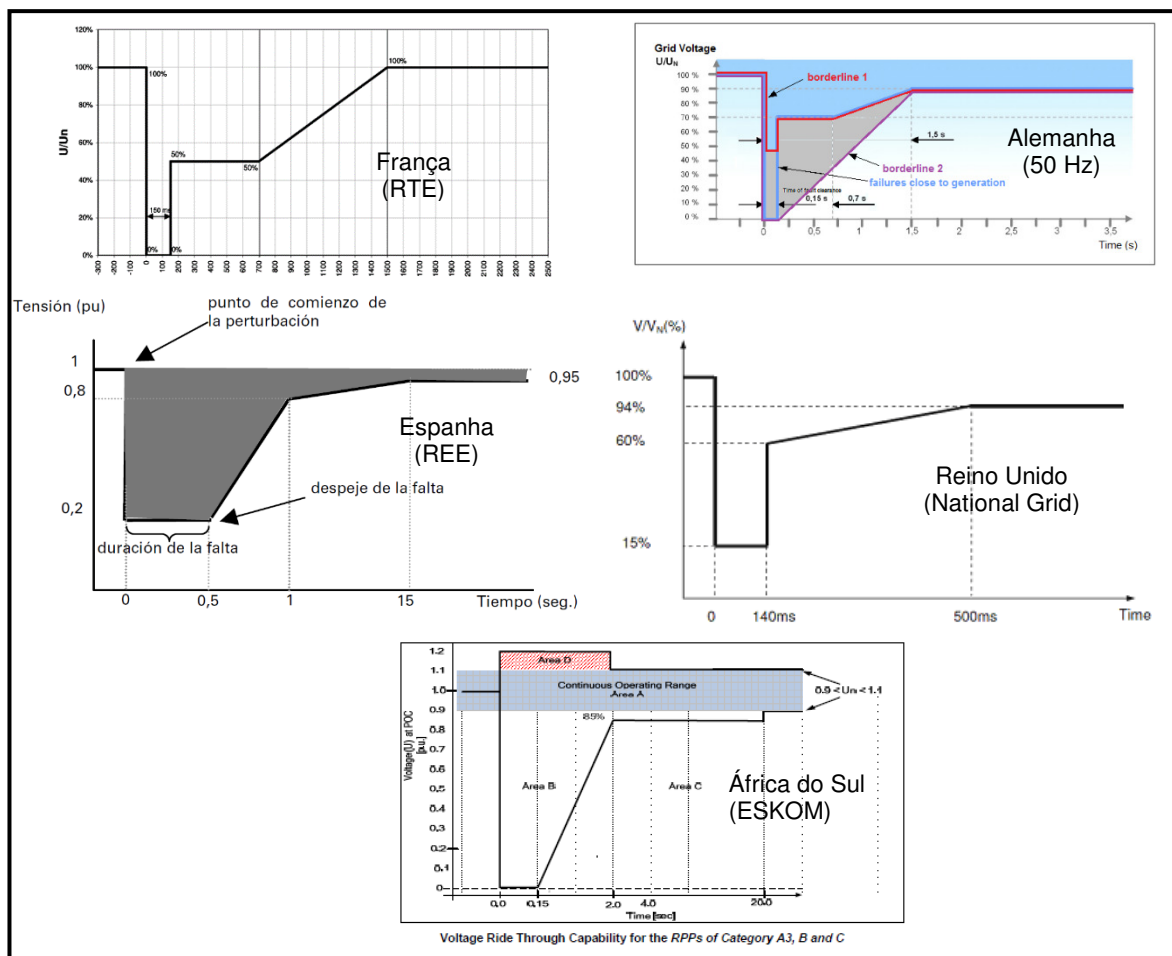 U/Un
120%
100%
80%
60%
40%
20%
0%
100%
50%
50%
100%
150 ms
0%
0%
-300
-200
-100
0
100
200
300
400
500
600
700
800
900
1000
1100
1200
1300
1400
1500
1600
1700
1800
1900
2000
2100
2200
2300
2400
2500
França
(RTE)
Grid Voltage
U/UN
100 %
90 %
80 %
70 %
60 %
50 %
40 %
30 %
20 %
10 %
0 %
borderline 1
1,5 s
borderline 2
failures close to generation
Time of fault clearance
0,15 s
0,7 s
0
0,5
1
1,5
2
2,5
3
3,5
Time (s)
Alemanha
(50 Hz)
Tensión (pu)
punto de comienzo de
la perturbación
1
0,8
0,2
0,95
Espanha
(REE)
despeje de la falta
duración de la falta
0
0,5
1
15
Tiempo (seg.)
V/VN(%)
100%
94%
60%
15%
Reino Unido
(National Grid)
0
140ms
500ms
Time
Voltage(U) at POC
[p.u.]
1.2
1.1
1.0
0.9
0.8
0.7
0.6
0.5
0.4
0.3
0.2
0.1
0
Area D
Continuous Operating Range
Area A
0.9 < Un < 1.1
85%
Area B
Area C
África do Sul
(ESKOM)
0.0
0.15
2.0
4.0
20.0
Time [sec]
Voltage Ride Through Capability for the RPPs of Category A3, B and C